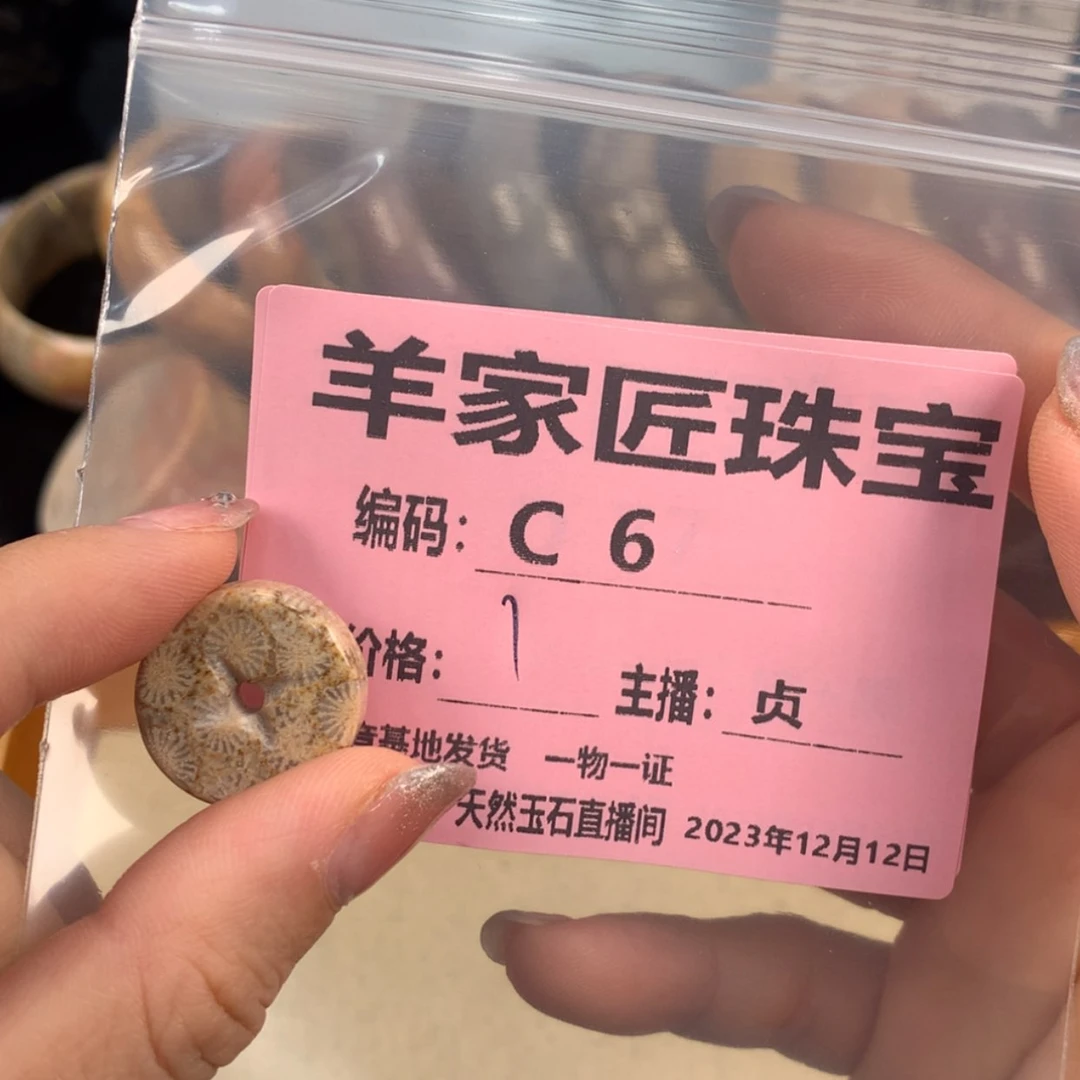 羊家匠珠宝
编码: C 6
价格: 1
主播: 贞
基地发货 一物一证
天然玉石直播间 2023年12月12日